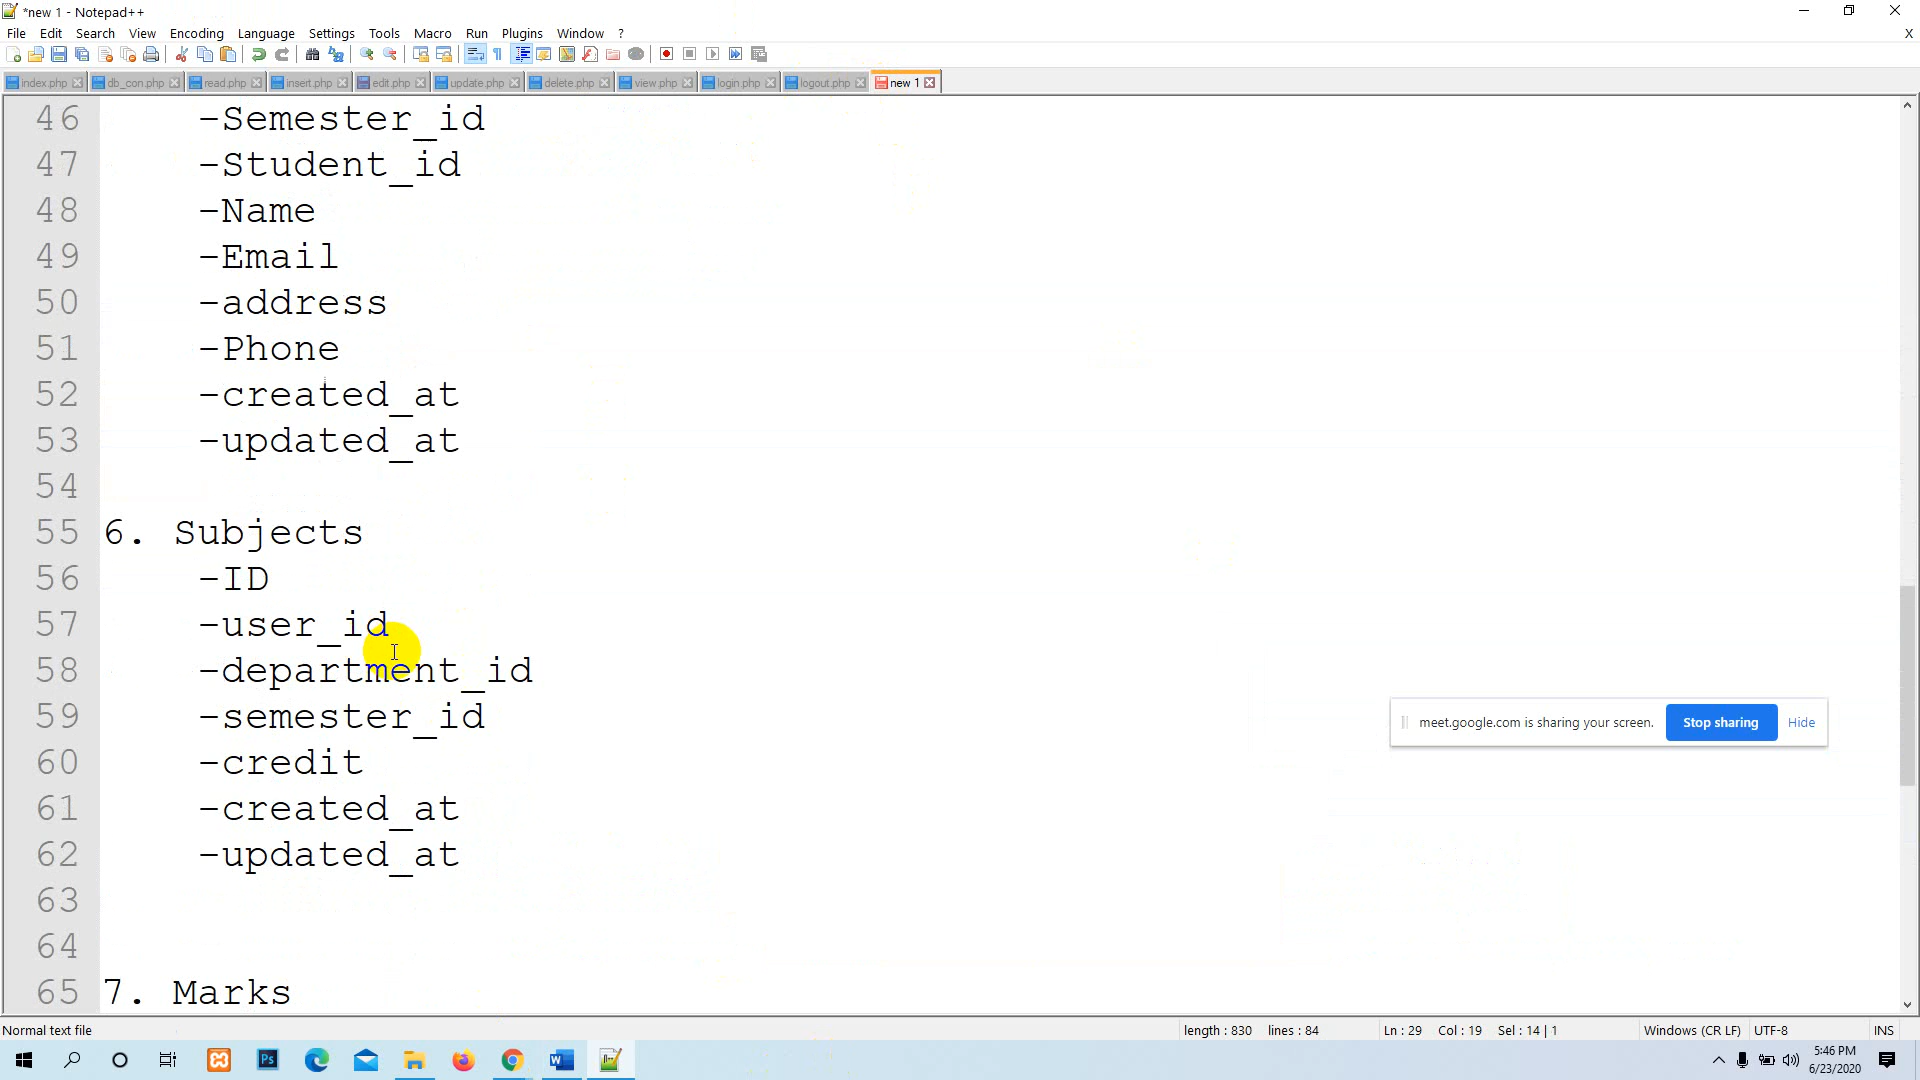 *new 1 - Notepad++
File Edit Search View Encoding Language Settings Tools Macro Run Plugins Window ? X
index.php db_con.php read.php insert.php edit.php update.php delete.php view.php login.php logout.php new 1
46 -Semester_id
47 -Student_id
48 -Name
49 -Email
50 -address
51 -Phone
52 -created_at
53 -updated_at
54
55 6. Subjects
56 -ID
57 -user_id
58 -department_id
59 -semester_id
60 -credit
61 -created_at
62 -updated_at
63
64
65 7. Marks
meet.google.com is sharing your screen. Stop sharing Hide
Normal text file length : 830 lines : 84 Ln : 29 Col : 19 Sel : 14 | 1 Windows (CR LF) UTF-8 INS
5:46 PM
6/23/2020